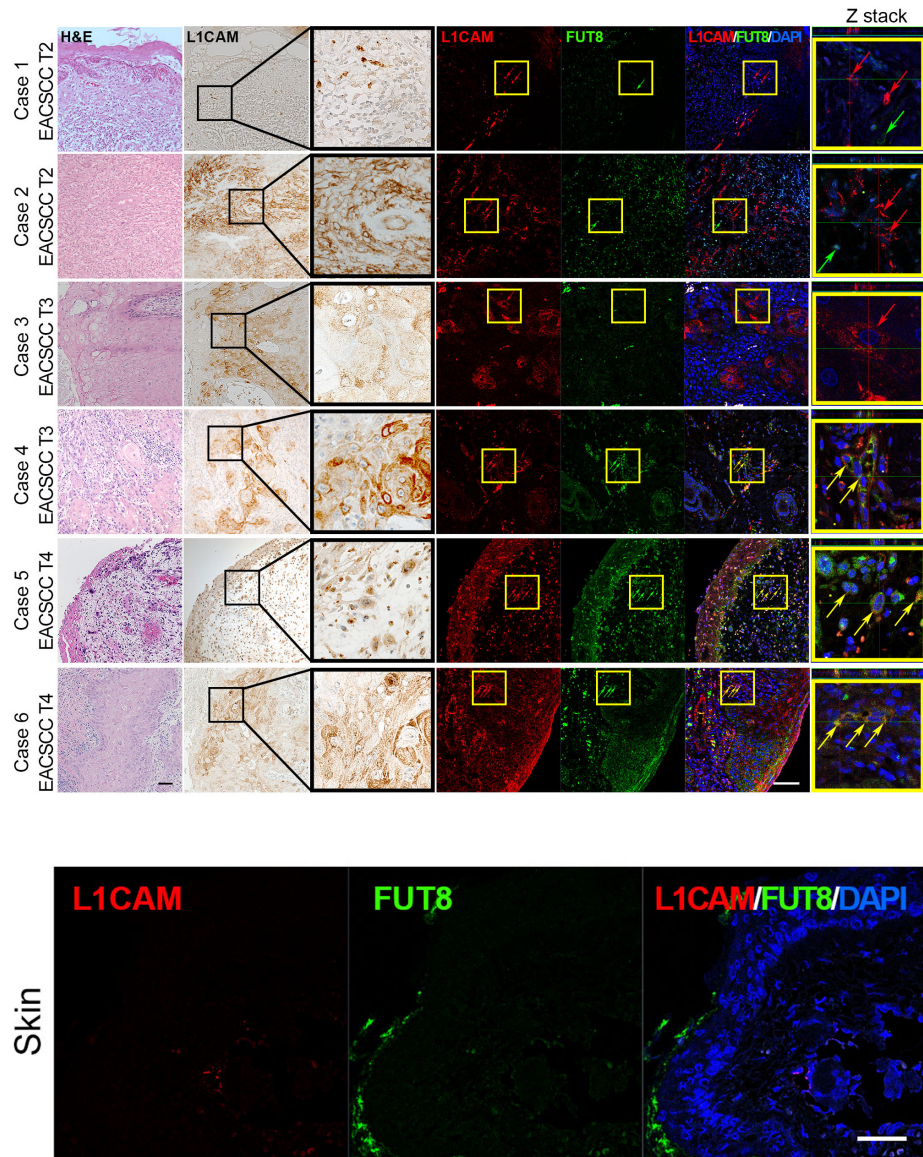 H&E
L1CAM
L1CAM
FUT8
L1CAM/FUT8/DAPI
Z stack
Case 1
EACSCC T2
Case 2
EACSCC T2
Case 3
EACSCC T3
Case 4
EACSCC T3
Case 5
EACSCC T4
Case 6
EACSCC T4
L1CAM
FUT8
L1CAM/FUT8/DAPI
Skin